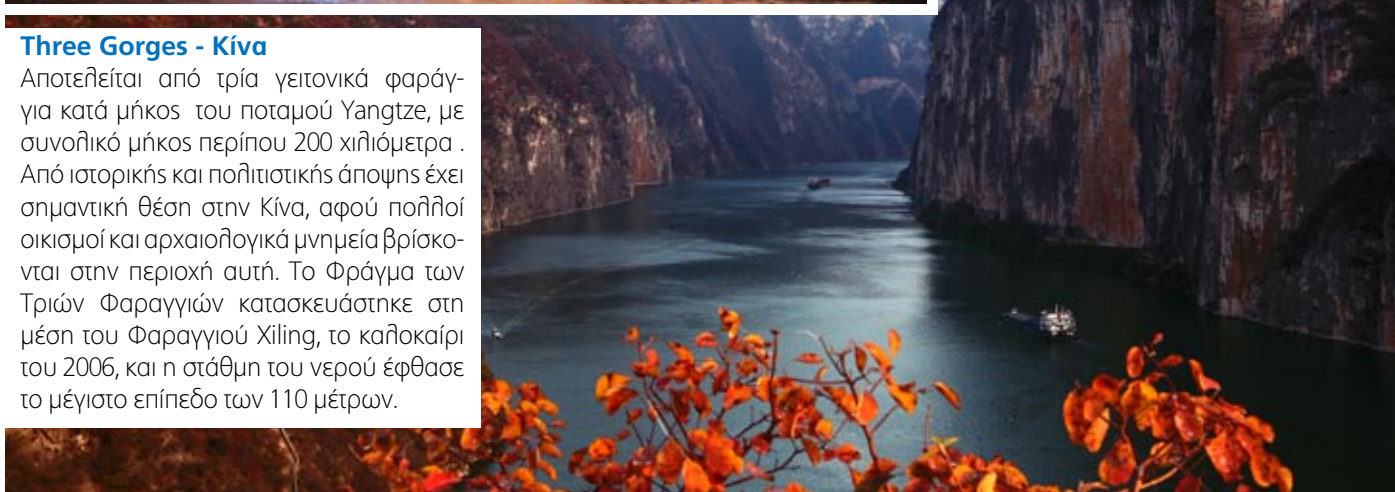 Three Gorges - Κίνα
Αποτελείται από τρία γειτονικά φαράγ-
για κατά μήκος του ποταμού Yangtze, με
συνολικό μήκος περίπου 200 χιλιόμετρα .
Από ιστορικής και πολιτιστικής άποψης έχει
σημαντική θέση στην Κίνα, αφού πολλοί
οικισμοί και αρχαιολογικά μνημεία βρίσκο-
νται στην περιοχή αυτή. Το Φράγμα των
Τριών Φαραγγιών κατασκευάστηκε στη
μέση του Φαραγγιού Xiling, το καλοκαίρι
του 2006, και η στάθμη του νερού έφθασε
το μέγιστο επίπεδο των 110 μέτρων.